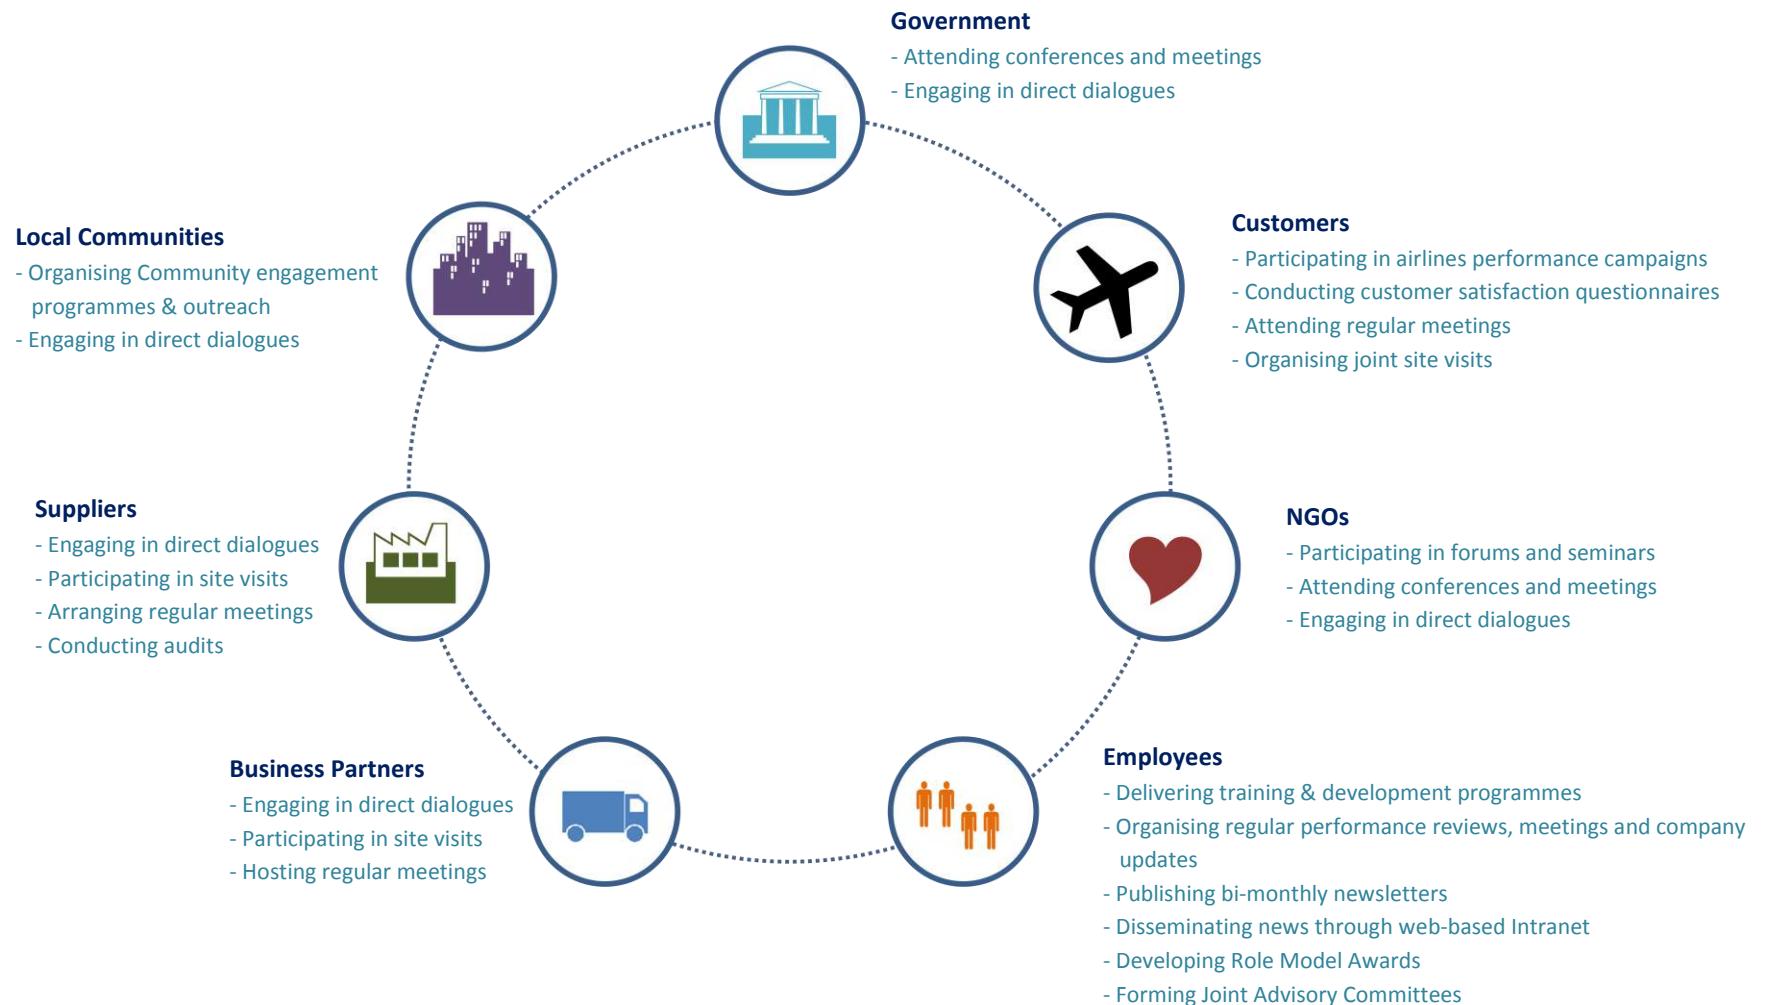 Government
- Attending conferences and meetings
- Engaging in direct dialogues
Local Communities
- Organising Community engagement
programmes & outreach
- Engaging in direct dialogues
Customers
- Participating in airlines performance campaigns
- Conducting customer satisfaction questionnaires
- Attending regular meetings
- Organising joint site visits
Suppliers
- Engaging in direct dialogues
- Participating in site visits
- Arranging regular meetings
- Conducting audits
NGOs
- Participating in forums and seminars
- Attending conferences and meetings
- Engaging in direct dialogues
Business Partners
- Engaging in direct dialogues
- Participating in site visits
- Hosting regular meetings
Employees
- Delivering training & development programmes
- Organising regular performance reviews, meetings and company
updates
- Publishing bi-monthly newsletters
- Disseminating news through web-based Intranet
- Developing Role Model Awards
- Forming Joint Advisory Committees